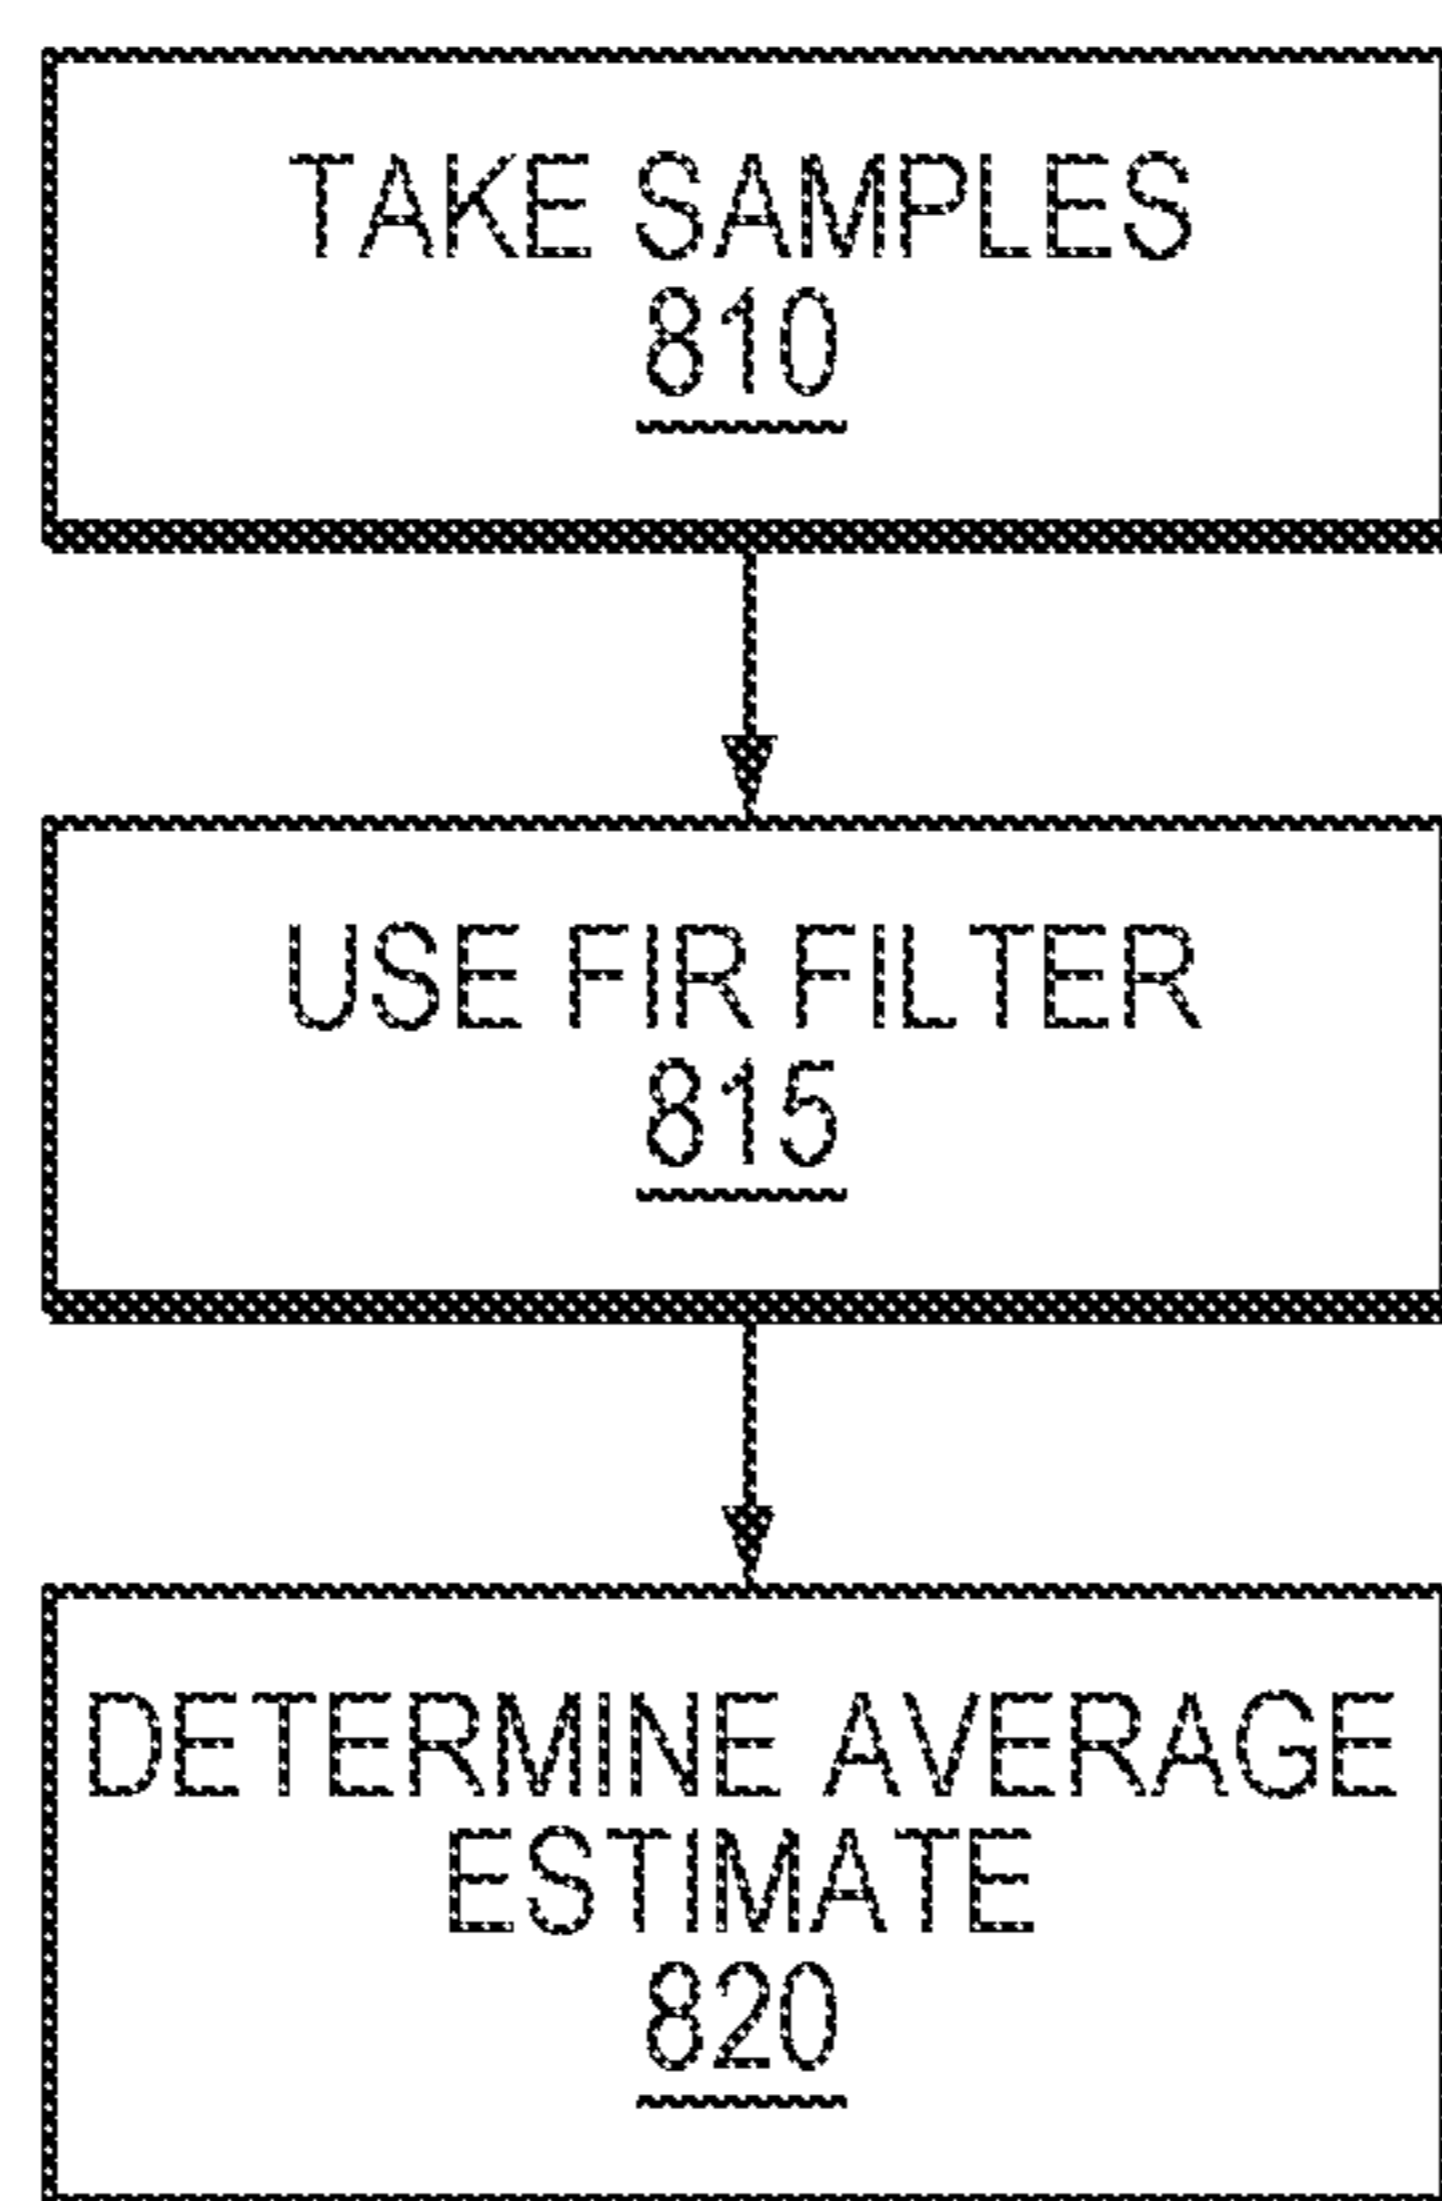 TAKE SAMPLES
810
USE FIR FILTER
815
DETERMINE AVERAGE
ESTIMATE
820